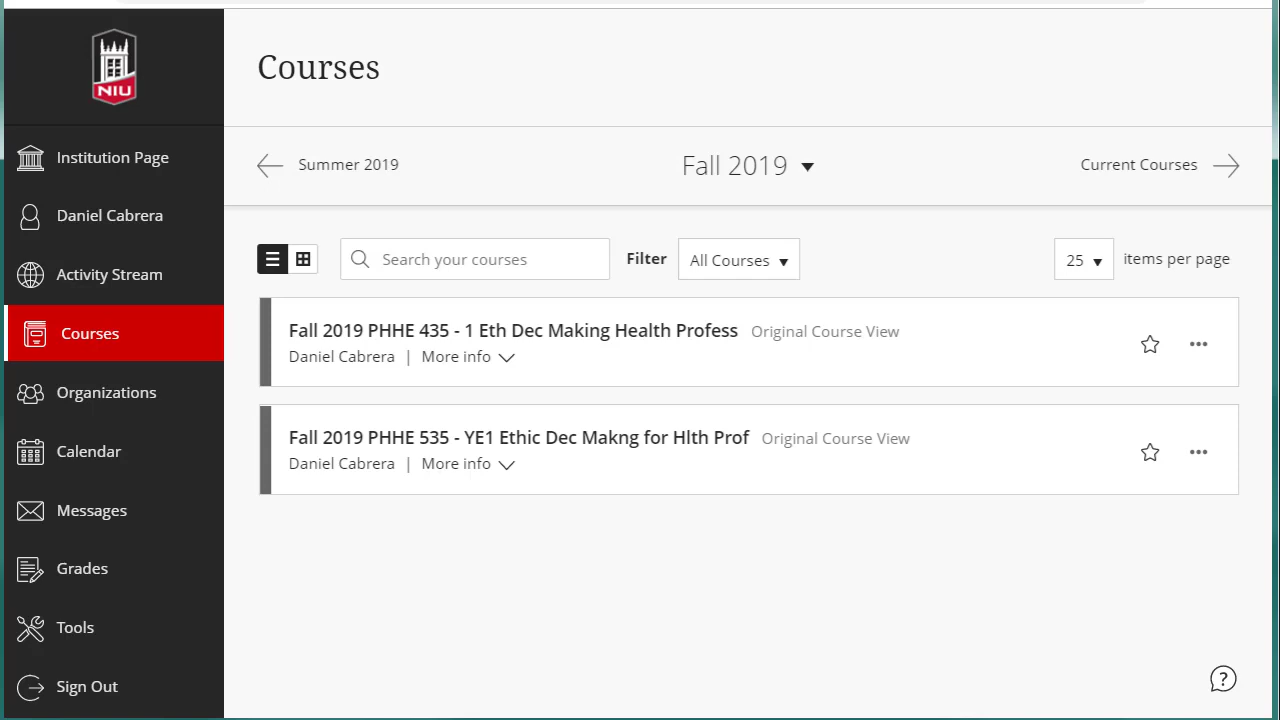 NIU
Institution Page
Daniel Cabrera
Activity Stream
Courses
Organizations
Calendar
Messages
Grades
Tools
Sign Out
Courses
Summer 2019
Fall 2019
Current Courses
Search your courses
Filter
All Courses
25
items per page
Fall 2019 PHHE 435 - 1 Eth Dec Making Health Profess Original Course View
Daniel Cabrera | More info
Fall 2019 PHHE 535 - YE1 Ethic Dec Makng for Hlth Prof Original Course View
Daniel Cabrera | More info
?